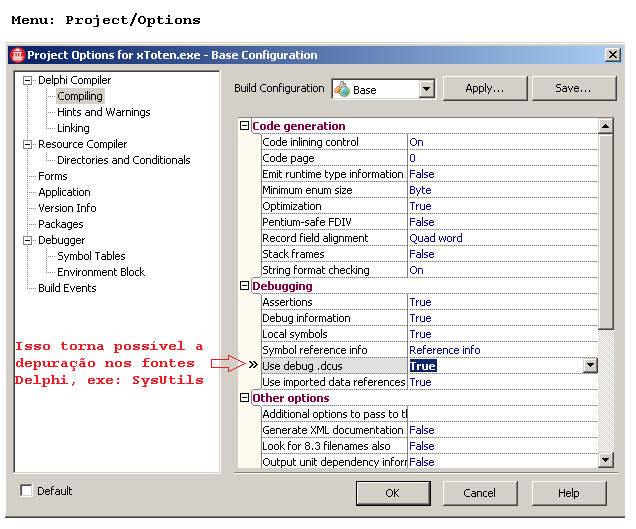 Menu: Project/Options
Project Options for xToten.exe - Base Configuration
Delphi Compiler
Compiling
Hints and Warnings
Linking
Resource Compiler
Directories and Conditionals
Forms
Application
Version Info
Packages
Debugger
Symbol Tables
Environment Block
Build Events
Isso torna possível a
depuração nos fontes
Delphi, exe: SysUtils
Default
Build Configuration Base Apply... Save...
Code generation
Code inlining control On
Code page 0
Emit runtime type information False
Minimum enum size Byte
Optimization True
Pentium-safe FDIV False
Record field alignment Quad word
Stack frames False
String format checking On
Debugging
Assertions True
Debug information True
Local symbols True
Symbol reference info Reference info
Use debug .dcus True
Use imported data references True
Other options
Additional options to pass to tl
Generate XML documentation False
Look for 8.3 filenames also False
Output unit dependency inforr False
OK Cancel Help